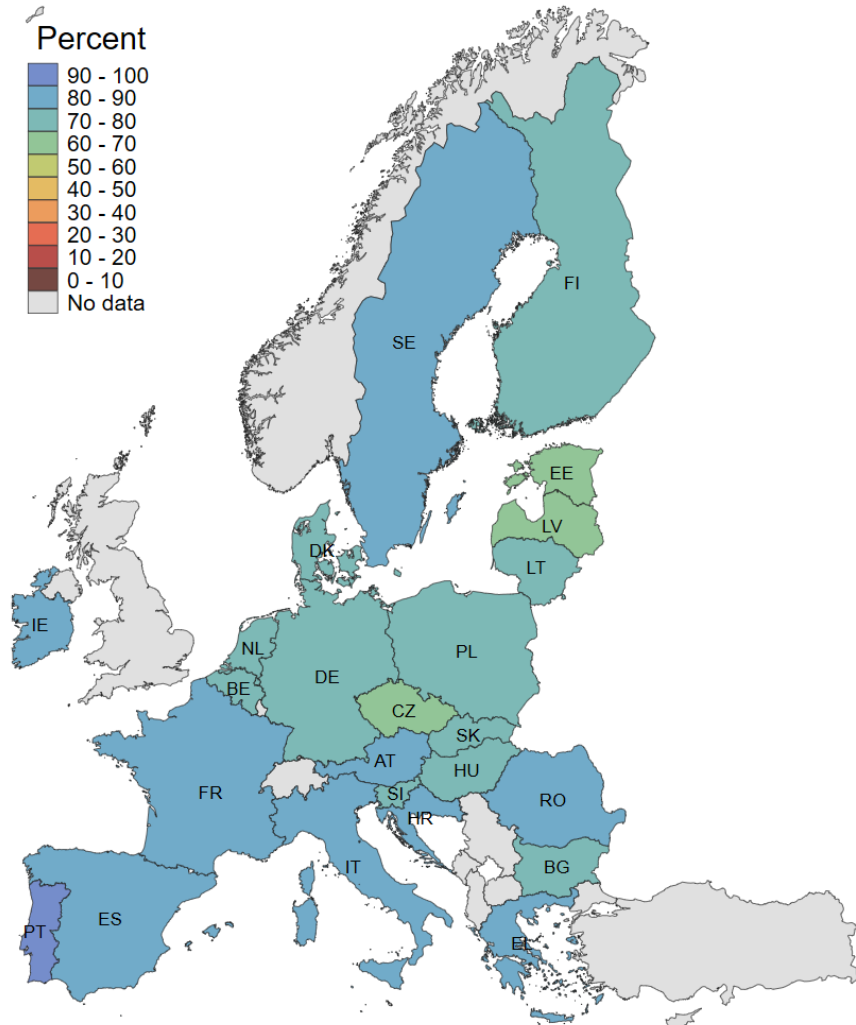 Percent
90 - 100
80 - 90
70 - 80
60 - 70
50 - 60
40 - 50
30 - 40
20 - 30
10 - 20
0 - 10
No data
FI
SE
EE
LV
DK
LT
IE
NL
PL
BE
DE
CZ
SK
AT
HU
FR
SI
RO
HR
IT
BG
ES
PT
EL